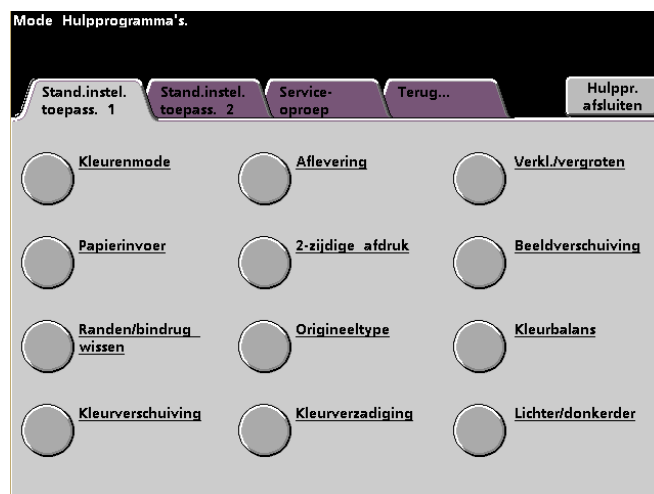 Mode Hulpprogramma's.
Stand.instel.
toepass. 1
Stand.instel.
toepass. 2
Service-
oproep
Terug...
Hulppr.
afsluiten
Kleurenmode
Aflevering
Verkl./vergroten
Papierinvoer
2-zijdige afdruk
Beeldverschuiving
Randen/bindrug
wissen
Origineeltype
Kleurbalans
Kleurverschuiving
Kleurverzadiging
Lichter/donkerder